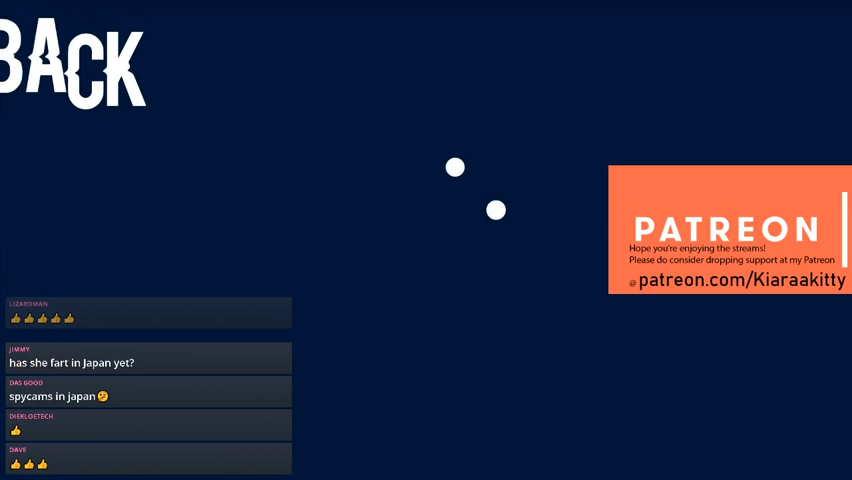 BACK
PATREON
Hope you're enjoying the streams!
Please do consider dropping support at my Patreon
@ patreon.com/Kiaraakitty
LIZARDMAN
👍👍👍👍👍
JIMMY
has she fart in Japan yet?
DAS GOOD
spycams in japan🤔
DIEKLOETECH
👍
DAVE
👍👍👍